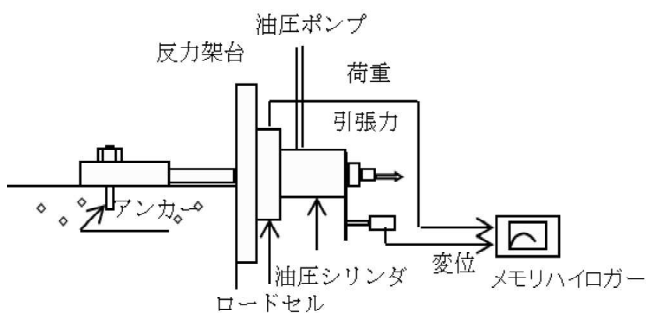 油圧ポンプ
反力架台
荷重
引張力
アンカー
変位
油圧シリンダ
メモリハイロガー
ロードセル